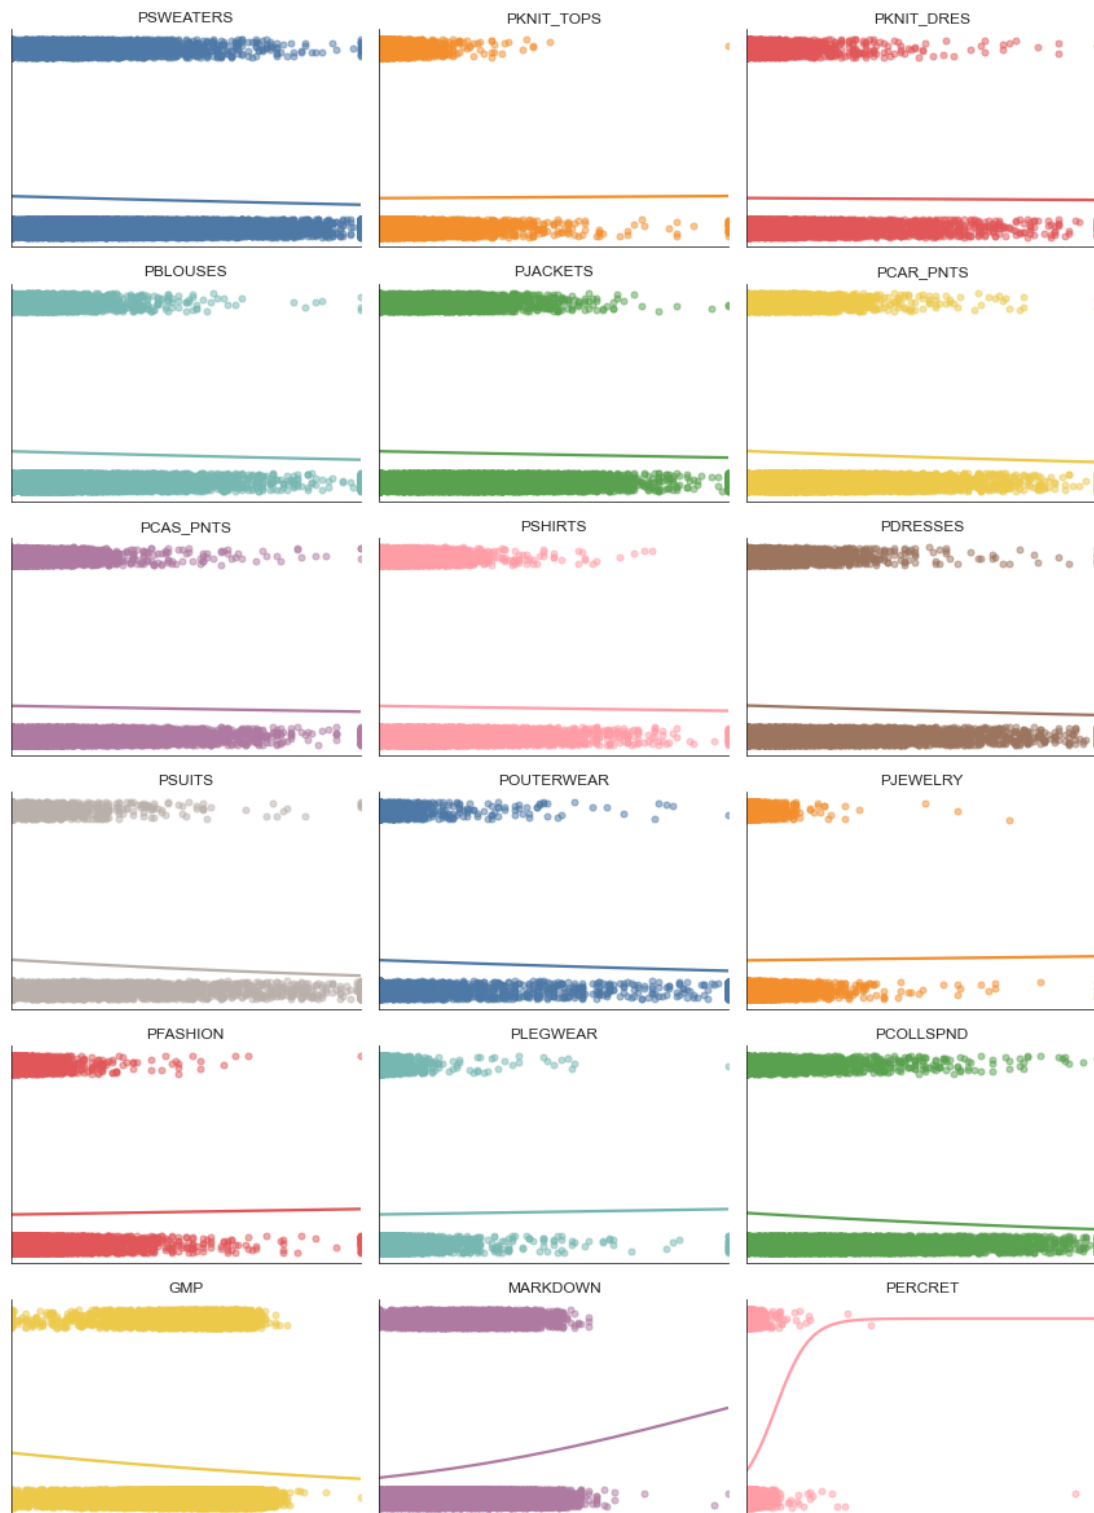 PSWEATERS
PKNIT_TOPS
PKNIT_DRES
PBLOUSES
PJACKETS
PCAR_PNTS
PCAS_PNTS
PSHIRTS
PDRESSES
PSUITS
POUTERWEAR
PJEWELRY
PFASHION
PLEGWEAR
PCOLLSPND
GMP
MARKDOWN
PERCRET